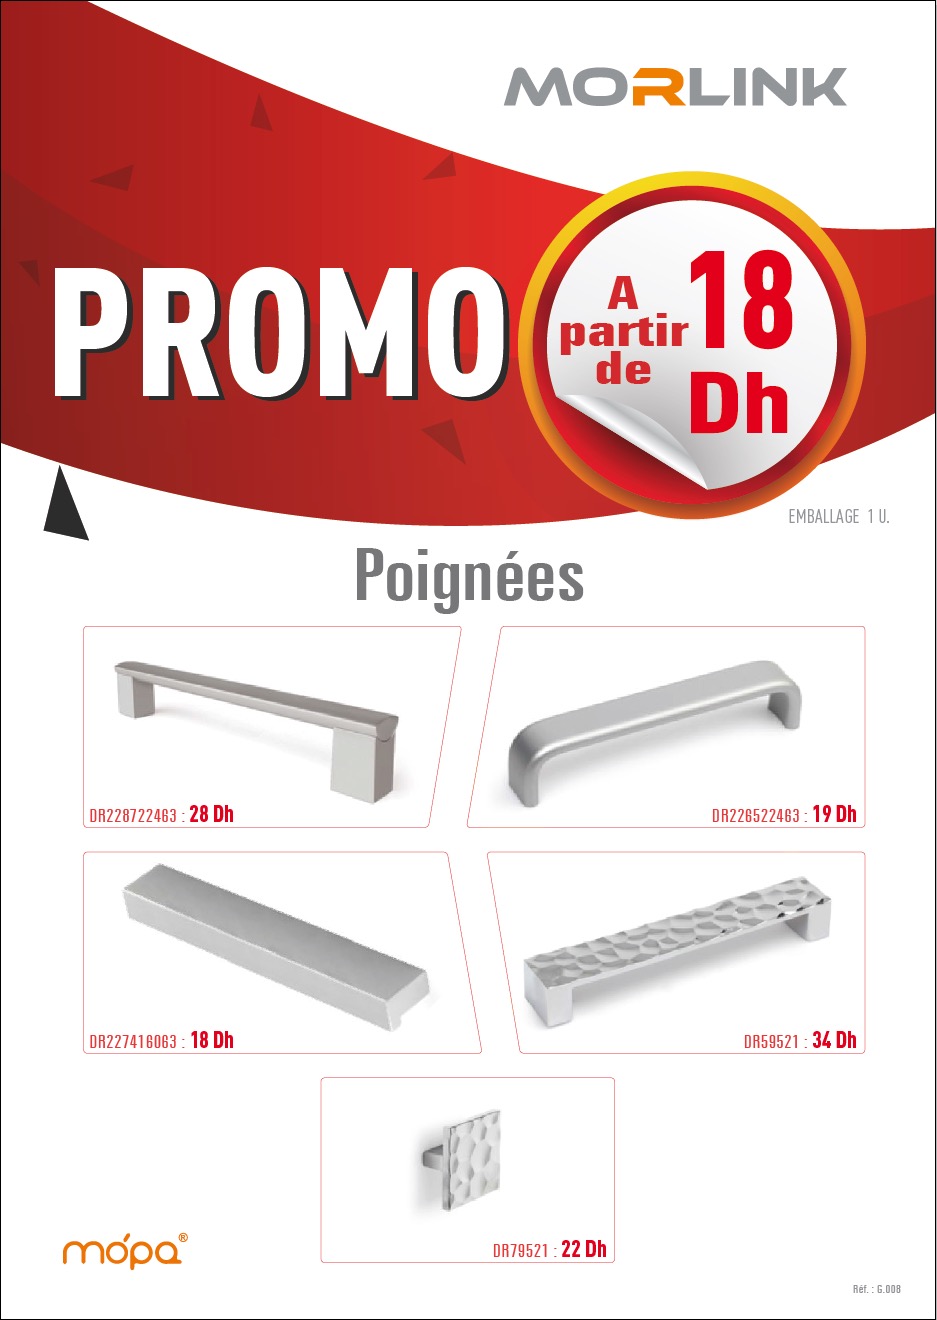 MORLINK
PROMO
A
partir
de
18
Dh
EMBALLAGE 1 U.
Poignées
DR228722463 : 28 Dh
DR226522463 : 19 Dh
DR227416063 : 18 Dh
DR59521 : 34 Dh
DR79521 : 22 Dh
mópa®
Réf. : G.008